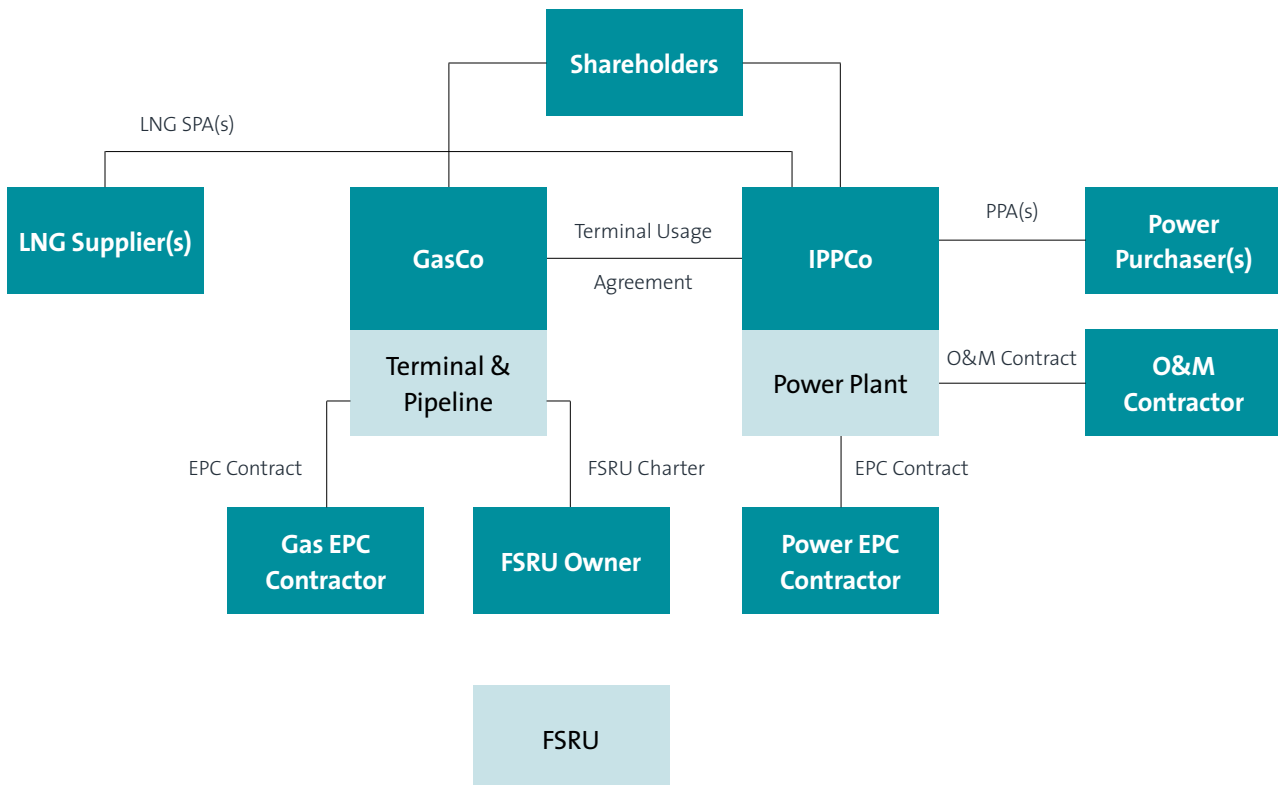 Shareholders
LNG SPA(s)
LNG Supplier(s)
GasCo
Terminal Usage
Agreement
IPPCo
PPA(s)
Power
Purchaser(s)
Terminal &
Pipeline
Power Plant
O&M Contract
O&M
Contractor
EPC Contract
FSRU Charter
EPC Contract
Gas EPC
Contractor
FSRU Owner
Power EPC
Contractor
FSRU